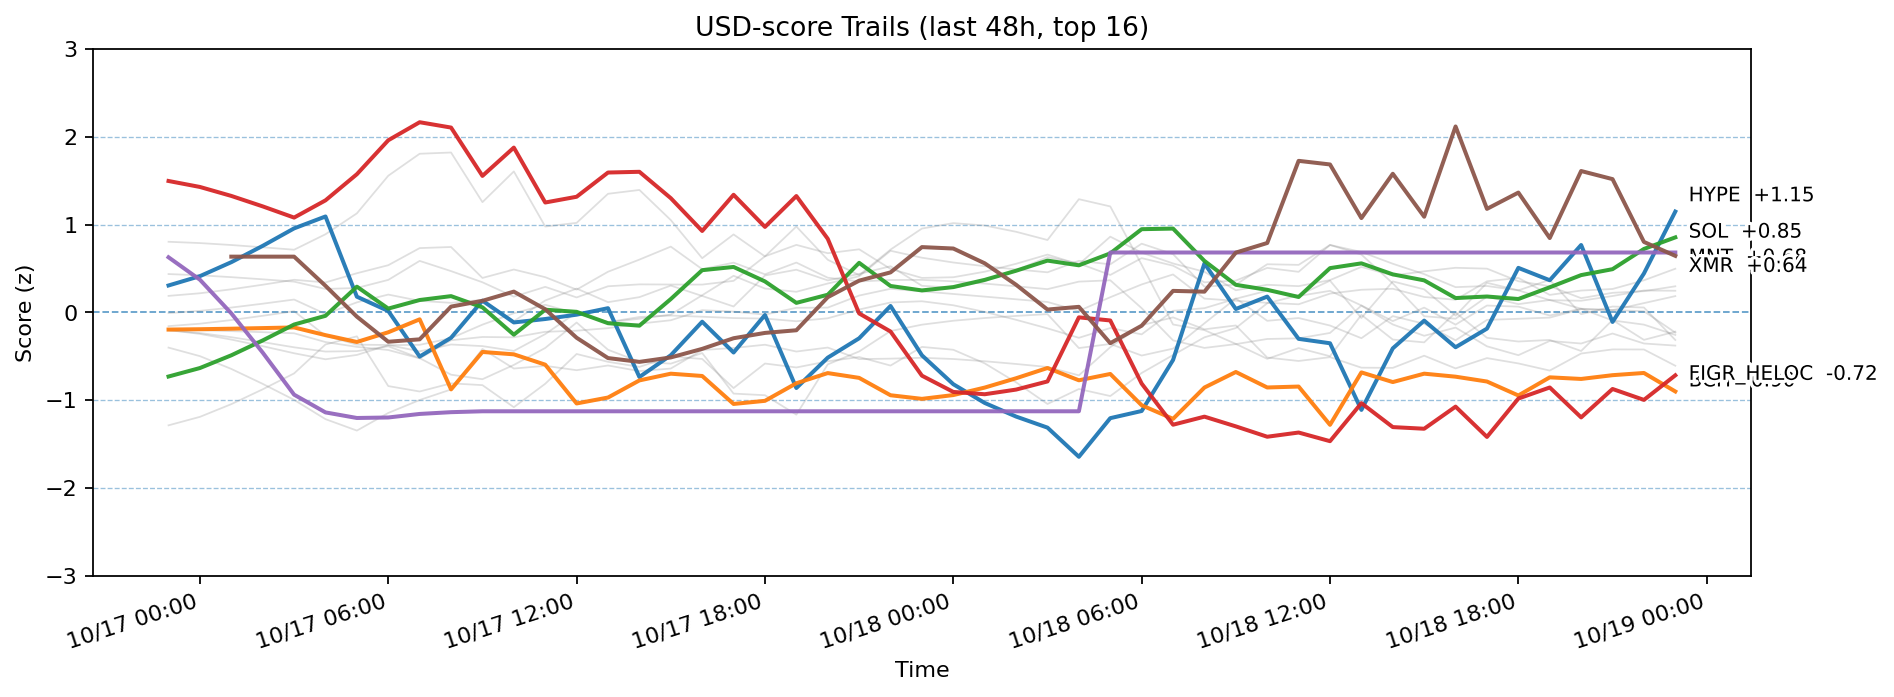 USD-score Trails (last 48h, top 16)
Score (z)
3
2
1
0
−1
−2
−3
HYPE +1.15
SOL +0.85
XMR +0.64
FIGR_HELOC -0.72
10/17 00:00
10/17 06:00
10/17 12:00
10/17 18:00
10/18 00:00
10/18 06:00
10/18 12:00
10/18 18:00
10/19 00:00
Time